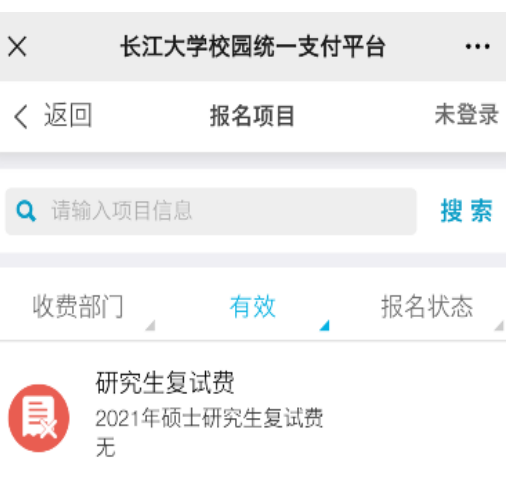 长江大学校园统一支付平台
返回 报名项目 未登录
请输入项目信息 搜索
收费部门 有效 报名状态
研究生复试费
2021年硕士研究生复试费
无